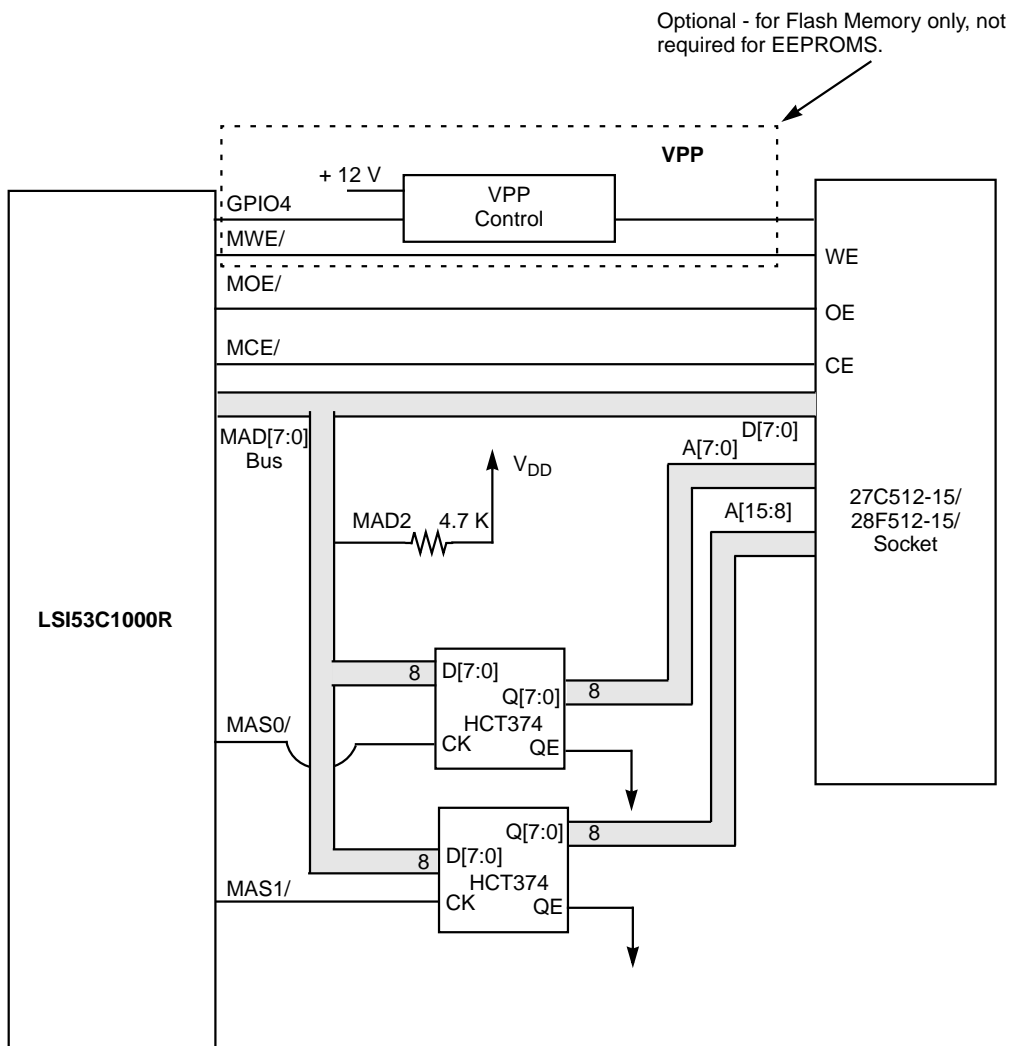 Optional - for Flash Memory only, not
required for EEPROMS.
VPP
+ 12 V
VPP
Control
GPIO4
MWE/
WE
MOE/
OE
MCE/
CE
MAD[7:0]
Bus
D[7:0]
A[7:0]
VDD
MAD2
4.7 K
A[15:8]
27C512-15/
28F512-15/
Socket
LSI53C1000R
8
D[7:0]
Q[7:0]
8
HCT374
MAS0/
CK
QE
Q[7:0]
8
8
D[7:0]
HCT374
MAS1/
CK
QE